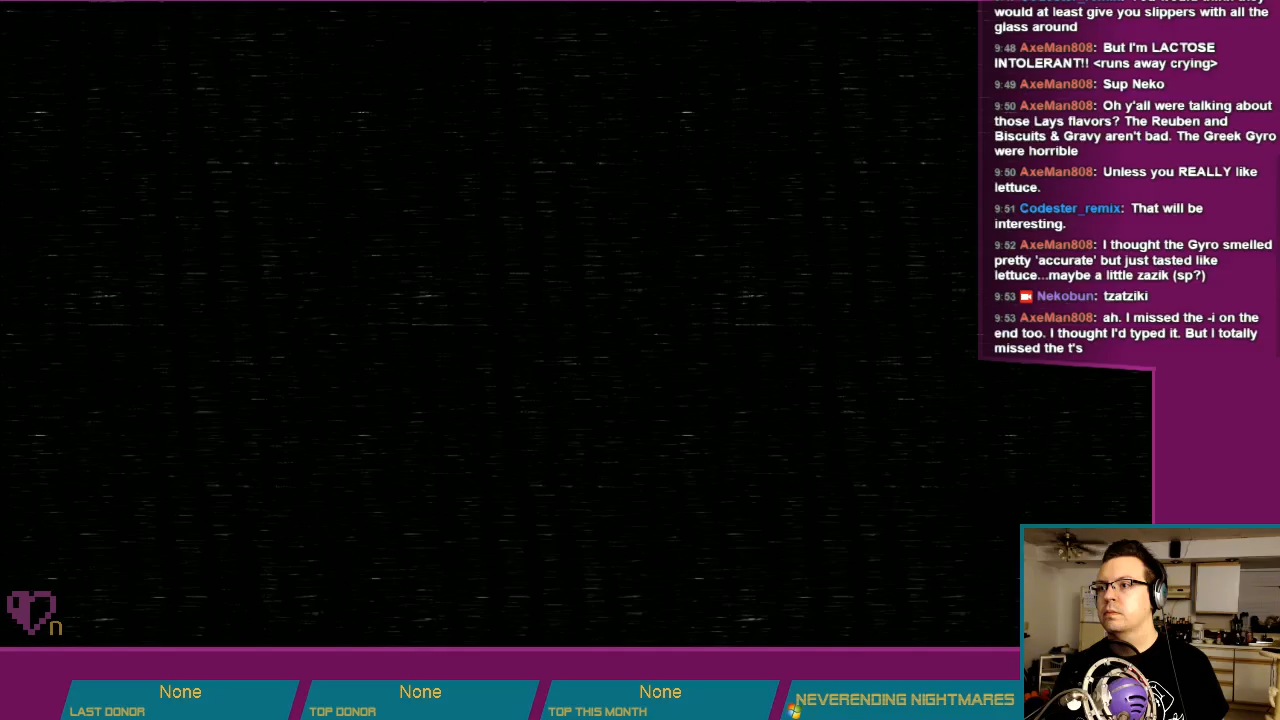 would at least give you slippers with all the
glass around
9:48 AxeMan808: But I'm LACTOSE
INTOLERANT!! <runs away crying>
9:49 AxeMan808: Sup Neko
9:50 AxeMan808: Oh y'all were talking about
those Lays flavors? The Reuben and
Biscuits & Gravy aren't bad. The Greek Gyro
were horrible
9:50 AxeMan808: Unless you REALLY like
lettuce.
9:51 Codester_remix: That will be
interesting.
9:52 AxeMan808: I thought the Gyro smelled
pretty 'accurate' but just tasted like
lettuce...maybe a little zazik (sp?)
9:53 Nekobun: tzatziki
9:53 AxeMan808: ah. I missed the -i on the
end too. I thought I'd typed it. But I totally
missed the t's
n
None
LAST DONOR
None
TOP DONOR
None
TOP THIS MONTH
NEVERENDING NIGHTMARES